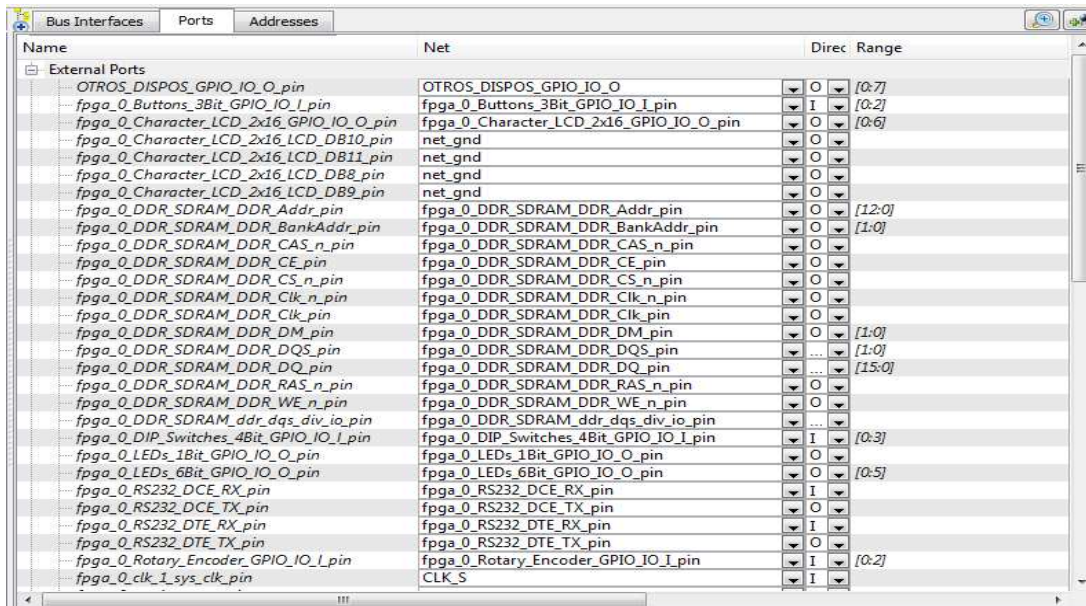 Bus Interfaces Ports Addresses
Name Net Direc Range
External Ports
OTROS_DISPOS_GPIO_IO_O_pin OTROS_DISPOS_GPIO_IO_O O [0:7]
fpga_0_Buttons_3Bit_GPIO_IO_I_pin fpga_0_Buttons_3Bit_GPIO_IO_I_pin I [0:2]
fpga_0_Character_LCD_2x16_GPIO_IO_O_pin fpga_0_Character_LCD_2x16_GPIO_IO_O_pin O [0:6]
fpga_0_Character_LCD_2x16_LCD_DB10_pin net_gnd O
fpga_0_Character_LCD_2x16_LCD_DB11_pin net_gnd O
fpga_0_Character_LCD_2x16_LCD_DB8_pin net_gnd O
fpga_0_Character_LCD_2x16_LCD_DB9_pin net_gnd O
fpga_0_DDR_SDRAM_DDR_Addr_pin fpga_0_DDR_SDRAM_DDR_Addr_pin O [12:0]
fpga_0_DDR_SDRAM_DDR_BankAddr_pin fpga_0_DDR_SDRAM_DDR_BankAddr_pin O [1:0]
fpga_0_DDR_SDRAM_DDR_CAS_n_pin fpga_0_DDR_SDRAM_DDR_CAS_n_pin O
fpga_0_DDR_SDRAM_DDR_CE_pin fpga_0_DDR_SDRAM_DDR_CE_pin O
fpga_0_DDR_SDRAM_DDR_CS_n_pin fpga_0_DDR_SDRAM_DDR_CS_n_pin O
fpga_0_DDR_SDRAM_DDR_Clk_n_pin fpga_0_DDR_SDRAM_DDR_Clk_n_pin O
fpga_0_DDR_SDRAM_DDR_Clk_pin fpga_0_DDR_SDRAM_DDR_Clk_pin O
fpga_0_DDR_SDRAM_DDR_DM_pin fpga_0_DDR_SDRAM_DDR_DM_pin O [1:0]
fpga_0_DDR_SDRAM_DDR_DQS_pin fpga_0_DDR_SDRAM_DDR_DQS_pin ... [1:0]
fpga_0_DDR_SDRAM_DDR_DQ_pin fpga_0_DDR_SDRAM_DDR_DQ_pin ... [15:0]
fpga_0_DDR_SDRAM_DDR_RAS_n_pin fpga_0_DDR_SDRAM_DDR_RAS_n_pin O
fpga_0_DDR_SDRAM_DDR_WE_n_pin fpga_0_DDR_SDRAM_DDR_WE_n_pin O
fpga_0_DDR_SDRAM_ddr_dqs_div_io_pin fpga_0_DDR_SDRAM_ddr_dqs_div_io_pin ...
fpga_0_DIP_Switches_4Bit_GPIO_IO_I_pin fpga_0_DIP_Switches_4Bit_GPIO_IO_I_pin I [0:3]
fpga_0_LEDs_1Bit_GPIO_IO_O_pin fpga_0_LEDs_1Bit_GPIO_IO_O_pin O
fpga_0_LEDs_6Bit_GPIO_IO_O_pin fpga_0_LEDs_6Bit_GPIO_IO_O_pin O [0:5]
fpga_0_RS232_DCE_RX_pin fpga_0_RS232_DCE_RX_pin I
fpga_0_RS232_DCE_TX_pin fpga_0_RS232_DCE_TX_pin O
fpga_0_RS232_DTE_RX_pin fpga_0_RS232_DTE_RX_pin I
fpga_0_RS232_DTE_TX_pin fpga_0_RS232_DTE_TX_pin O
fpga_0_Rotary_Encoder_GPIO_IO_I_pin fpga_0_Rotary_Encoder_GPIO_IO_I_pin I [0:2]
fpga_0_clk_1_sys_clk_pin CLK_S I